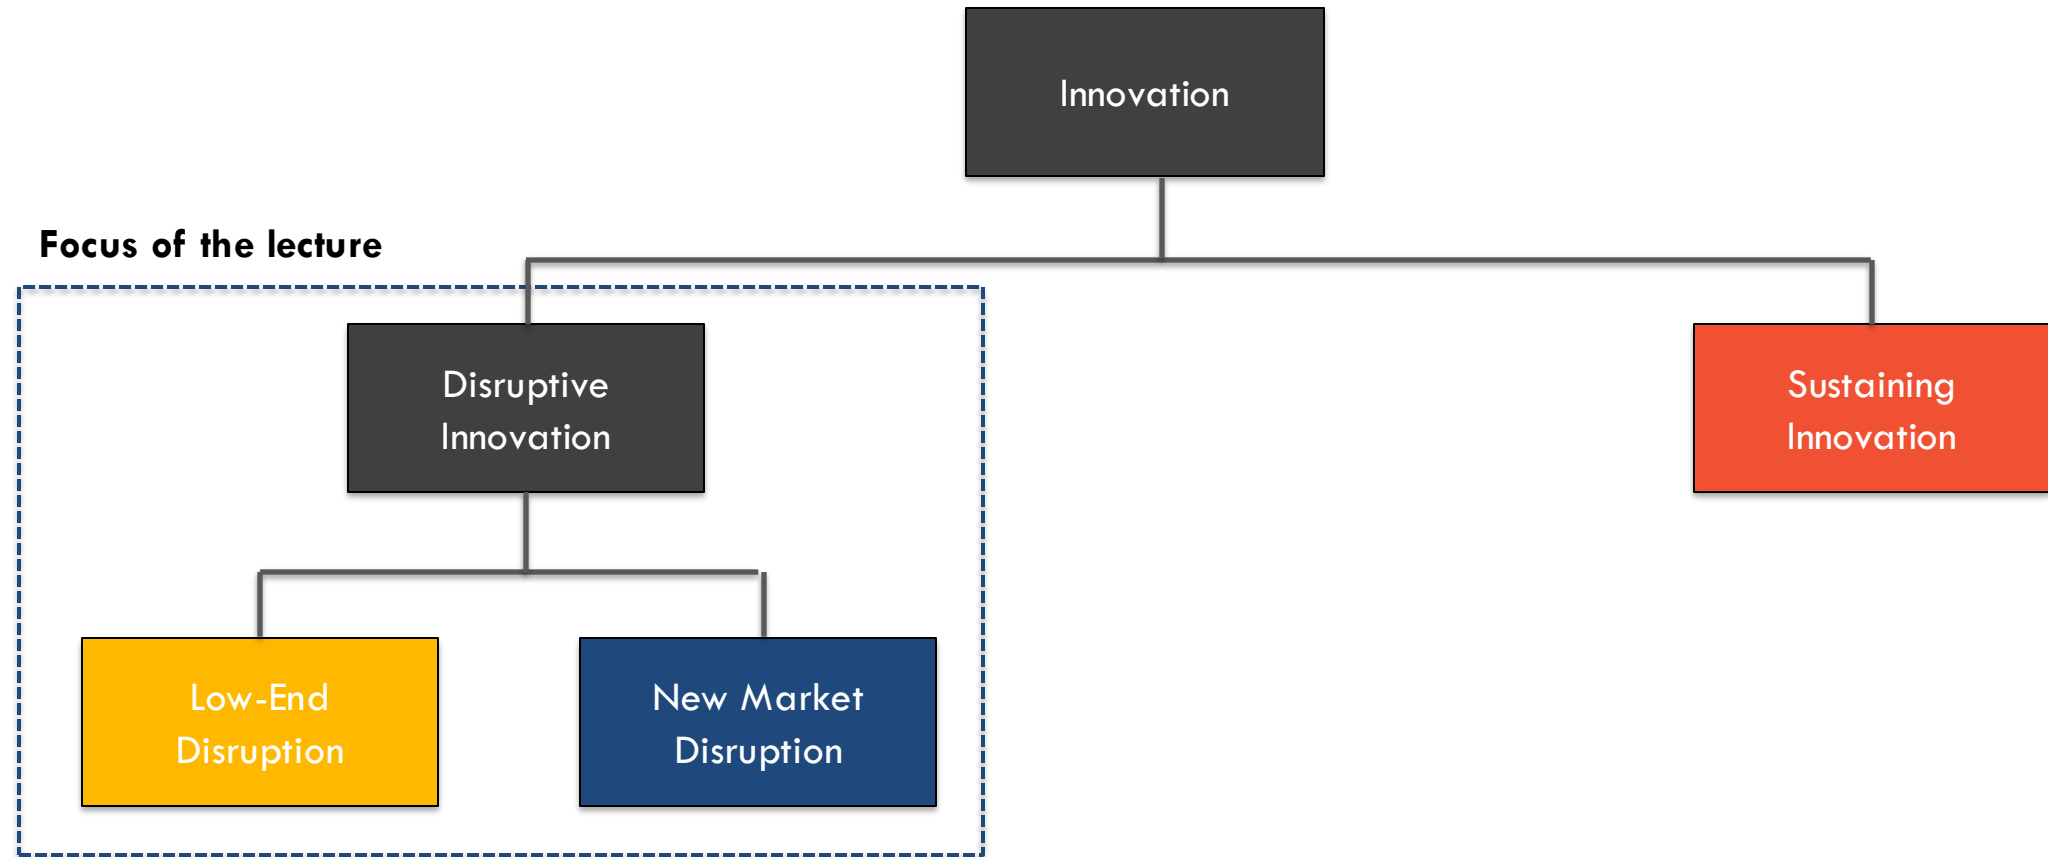 Innovation
Focus of the lecture
Disruptive
Innovation
Sustaining
Innovation
Low-End
Disruption
New Market
Disruption